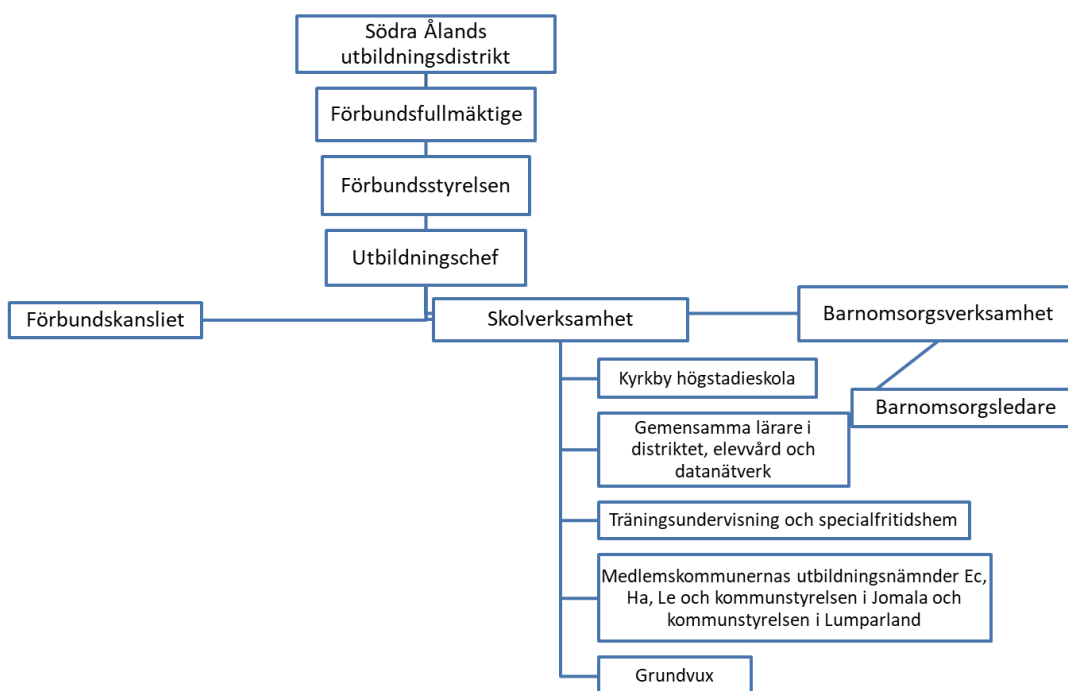 Södra Ålands
utbildningsdistrikt
Förbundsfullmäktige
Förbundsstyrelsen
Utbildningschef
Förbundskansliet
Skolverksamhet
Barnomsorgsverksamhet
Kyrkby högstadieskola
Barnomsorgsledare
Gemensamma lärare i
distriktet, elevvård och
datanätverk
Träningsundervisning och specialfritidshem
Medlemskommunernas utbildningsnämnder Ec,
Ha, Le och kommunstyrelsen i Jomala och
kommunstyrelsen i Lumparland
Grundvux